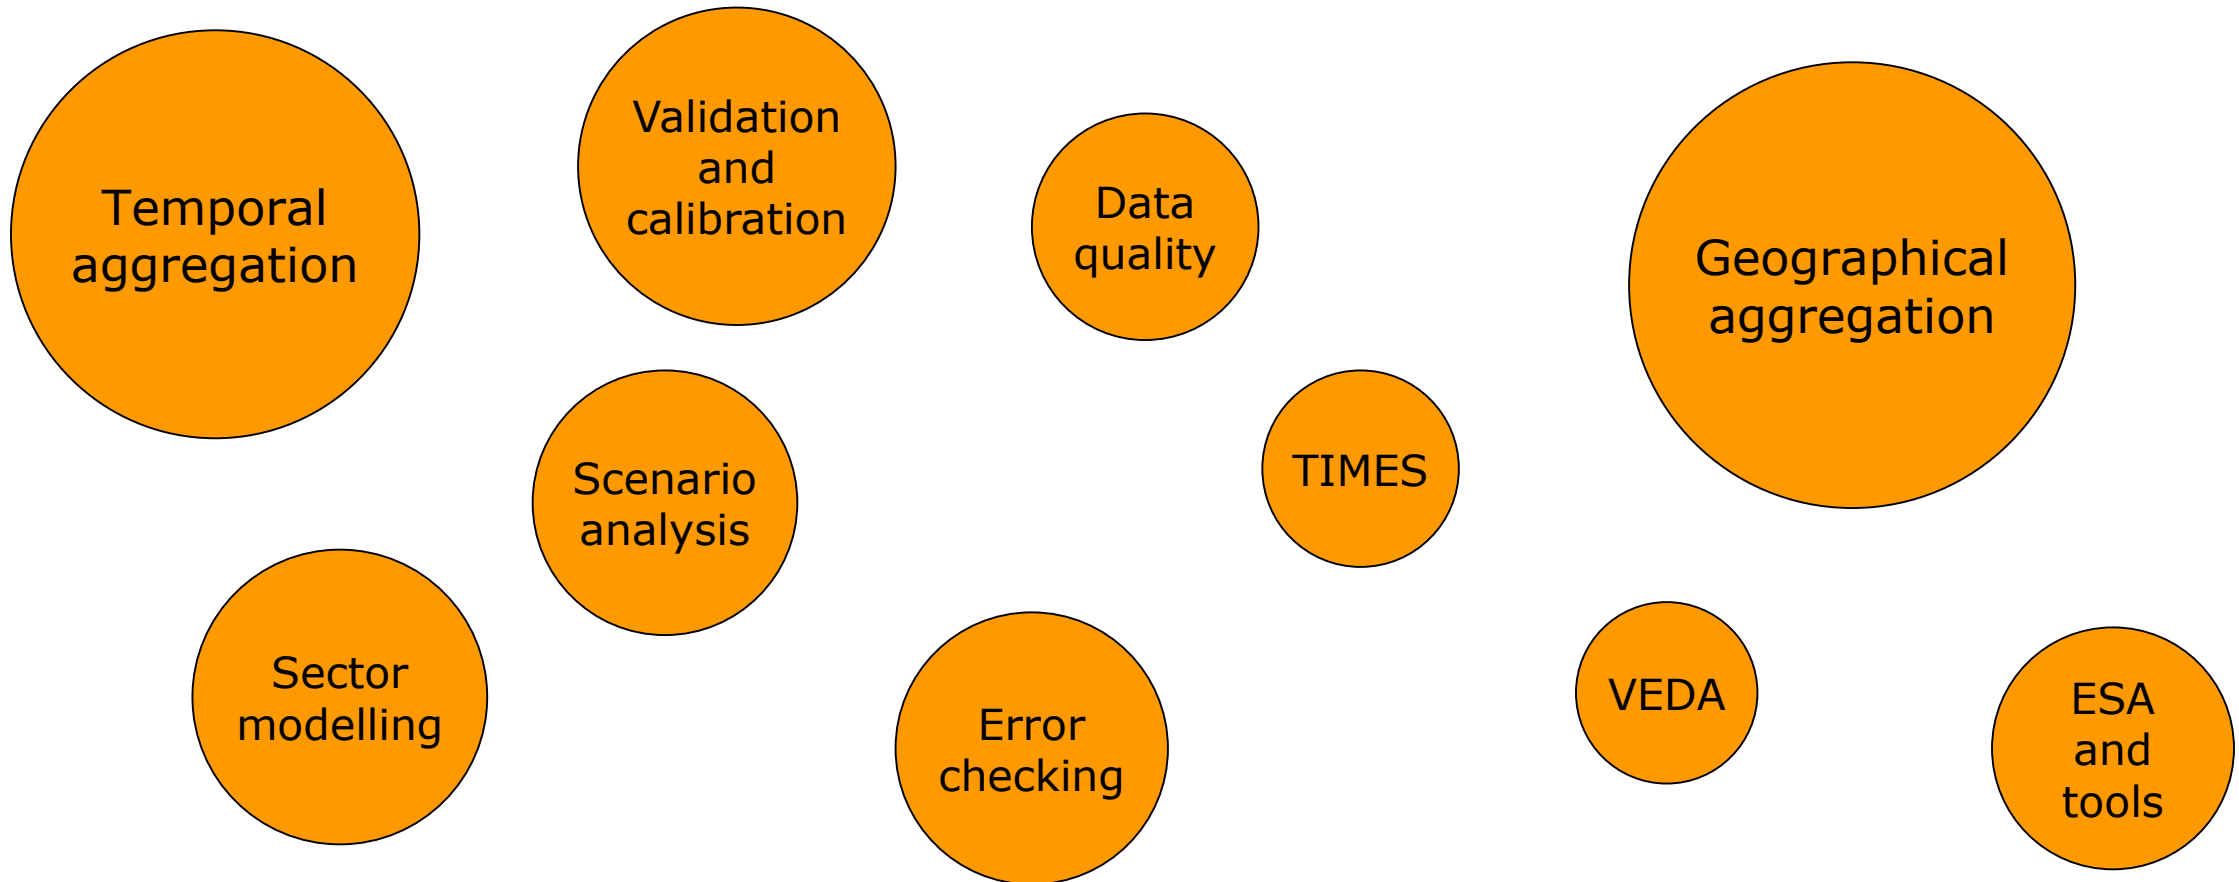 Temporal
aggregation
Validation
and
calibration
Data
quality
Geographical
aggregation
Scenario
analysis
TIMES
Sector
modelling
Error
checking
VEDA
ESA
and
tools